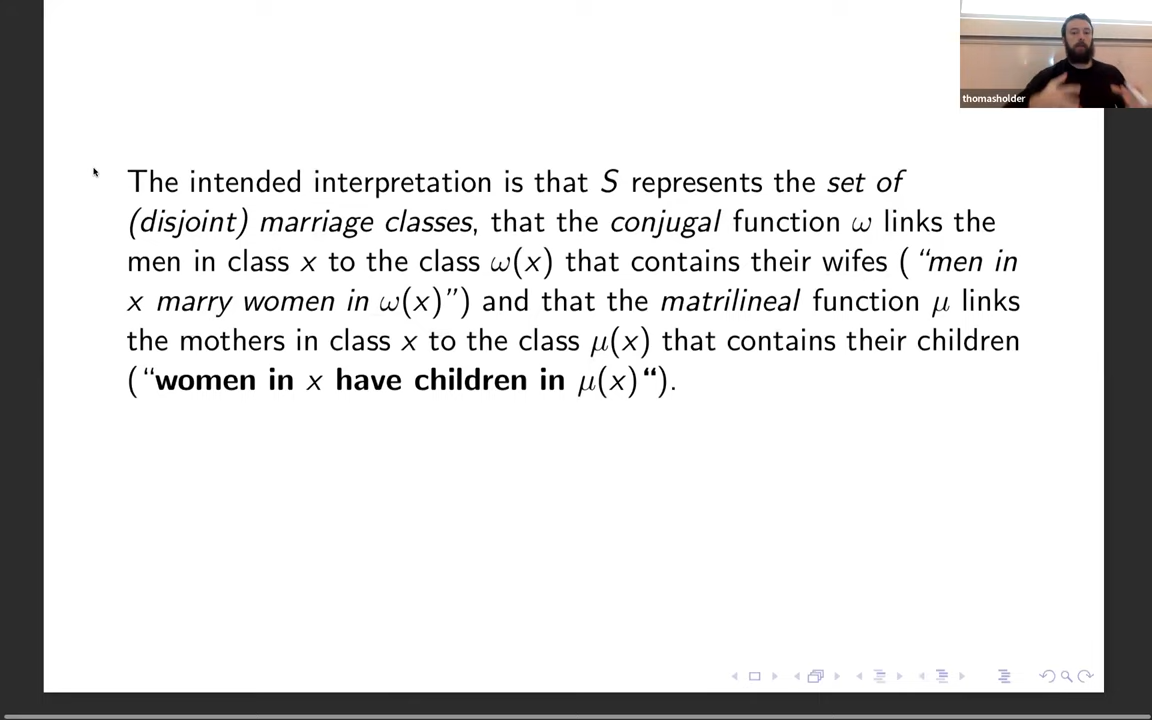 thomasholder
The intended interpretation is that S represents the set of
(disjoint) marriage classes, that the conjugal function ω links the
men in class x to the class ω(x) that contains their wifes (“men in
x marry women in ω(x)”) and that the matrilineal function μ links
the mothers in class x to the class μ(x) that contains their children
(“women in x have children in μ(x)“).